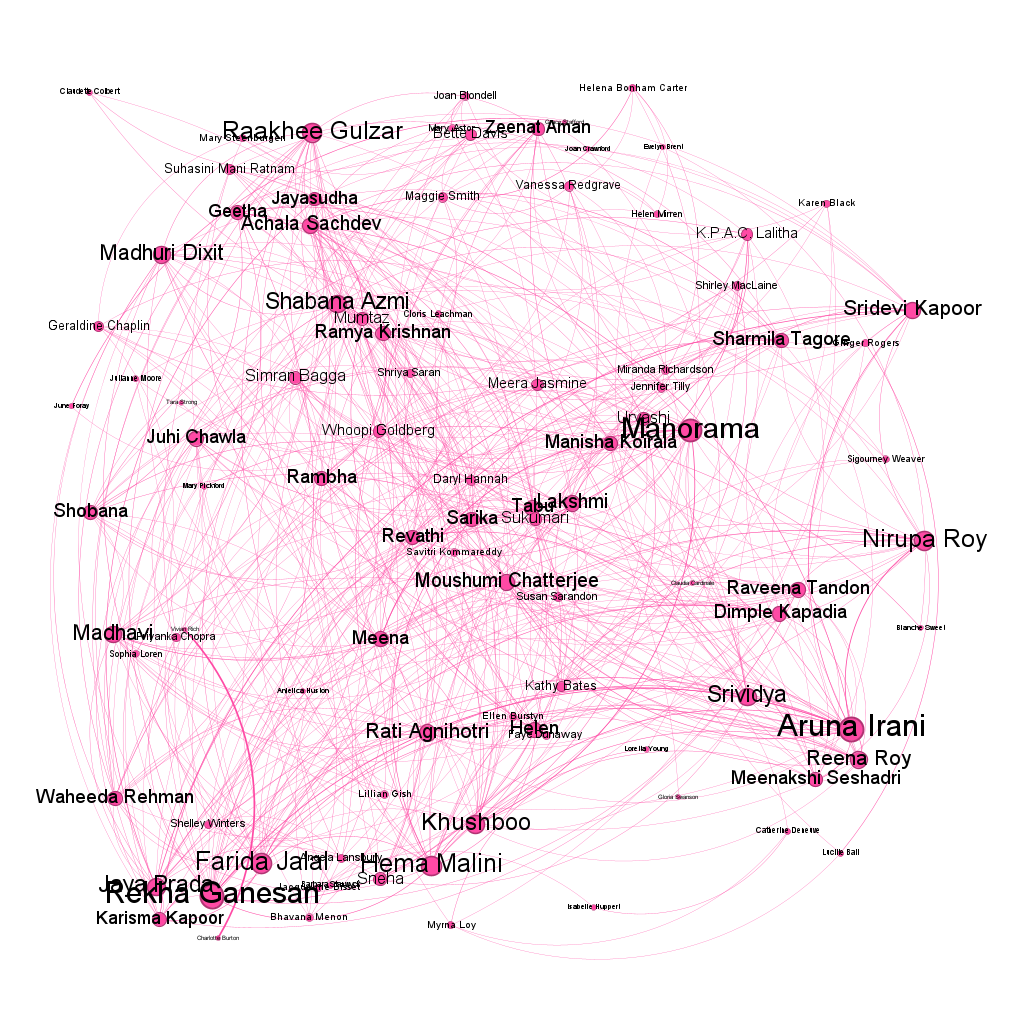 Claudette Colbert
Joan Blondell
Helena Bonham Carter
Raakhee Gulzar
Mary Steenburgen
Mary Astor
Bette Davis
Zeenat Aman
Joan Crawford
Evelyn Brent
Suhasini Mani Ratnam
Vanessa Redgrave
Maggie Smith
Jayasudha
Geetha
Achala Sachdev
Karen Black
Helen Mirren
K.P.A.C. Lalitha
Madhuri Dixit
Shirley MacLaine
Shabana Azmi
Mumtaz
Cloris Leachman
Ramya Krishnan
Sridevi Kapoor
Geraldine Chaplin
Sharmila Tagore
Ginger Rogers
Julianne Moore
Simran Bagga
Shriya Saran
Meera Jasmine
Miranda Richardson
Jennifer Tilly
June Foray
Tara Strong
Urvashi
Manorama
Whoopi Goldberg
Juhi Chawla
Manisha Koirala
Sigourney Weaver
Rambha
Daryl Hannah
Mary Pickford
Shobana
Tabu
Lakshmi
Sarika
Sukumari
Revathi
Nirupa Roy
Savitri Kommareddy
Moushumi Chatterjee
Claudia Cardinale
Susan Sarandon
Raveena Tandon
Dimple Kapadia
Vivian Rich
Madhavi
Priyanka Chopra
Meena
Blanche Sweet
Sophia Loren
Anjelica Huston
Kathy Bates
Srividya
Ellen Burstyn
Rati Agnihotri
Helen
Faye Dunaway
Aruna Irani
Lorella Young
Reena Roy
Meenakshi Seshadri
Waheeda Rehman
Lillian Gish
Gloria Swanson
Shelley Winters
Khushboo
Catherine Deneuve
Lucille Ball
Farida Jalal
Angela Lansbury
Hema Malini
Sneha
Jaya Prada
Jacqueline Bisset
Barbara Stanwyck
Rekha Ganesan
Karisma Kapoor
Bhavana Menon
Isabelle Huppert
Myrna Loy
Charlotte Burton